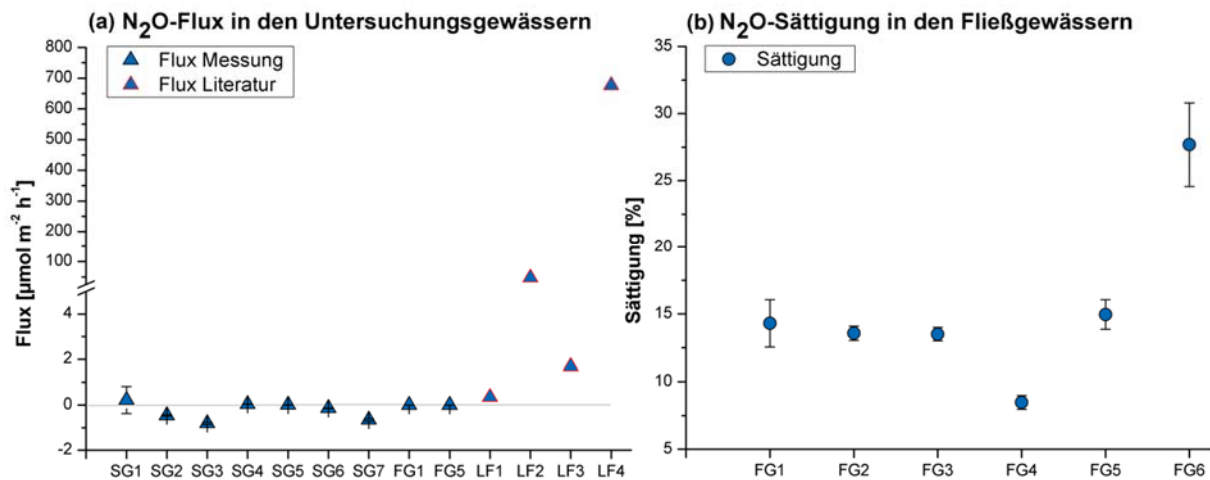 (a) N2O-Flux in den Untersuchungsgewässern
Flux Messung
Flux Literatur
Flux [µmol m-2 h-1]
800
700
600
500
400
300
200
100
4
2
0
-2
SG1 SG2 SG3 SG4 SG5 SG6 SG7 FG1 FG5 LF1 LF2 LF3 LF4
(b) N2O-Sättigung in den Fließgewässern
Sättigung
Sättigung [%]
35
30
25
20
15
10
5
FG1 FG2 FG3 FG4 FG5 FG6